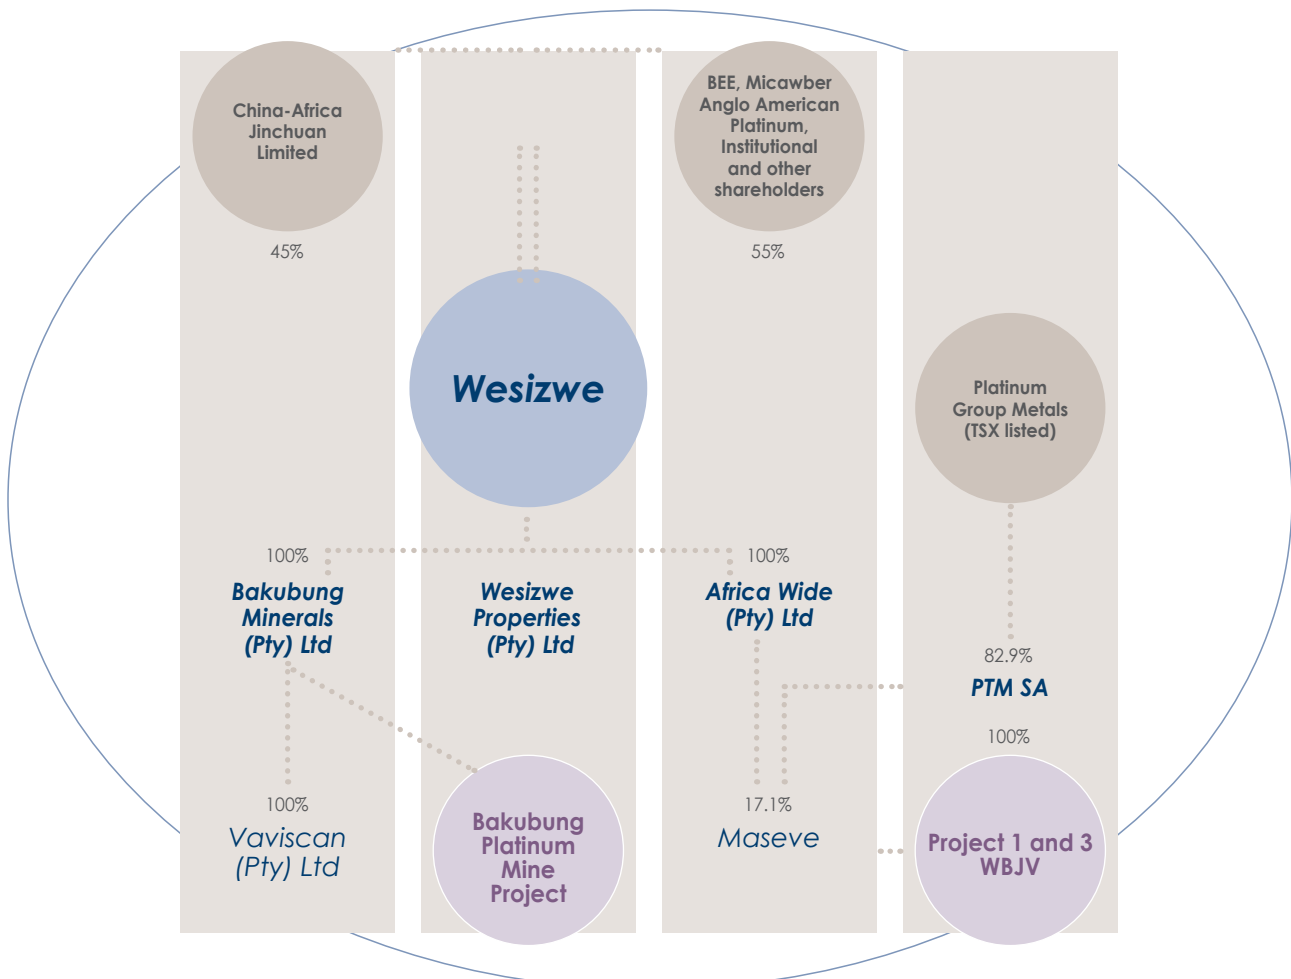 China-Africa
Jinchuan
Limited
45%
BEE, Micawber
Anglo American
Platinum,
Institutional
and other
shareholders
55%
Wesizwe
Platinum
Group Metals
(TSX listed)
100%
Bakubung
Minerals
(Pty) Ltd
Wesizwe
Properties
(Pty) Ltd
100%
Africa Wide
(Pty) Ltd
82.9%
PTM SA
100%
Vaviscan
(Pty) Ltd
Bakubung
Platinum
Mine
Project
17.1%
Maseve
100%
Project 1 and 3
WBJV